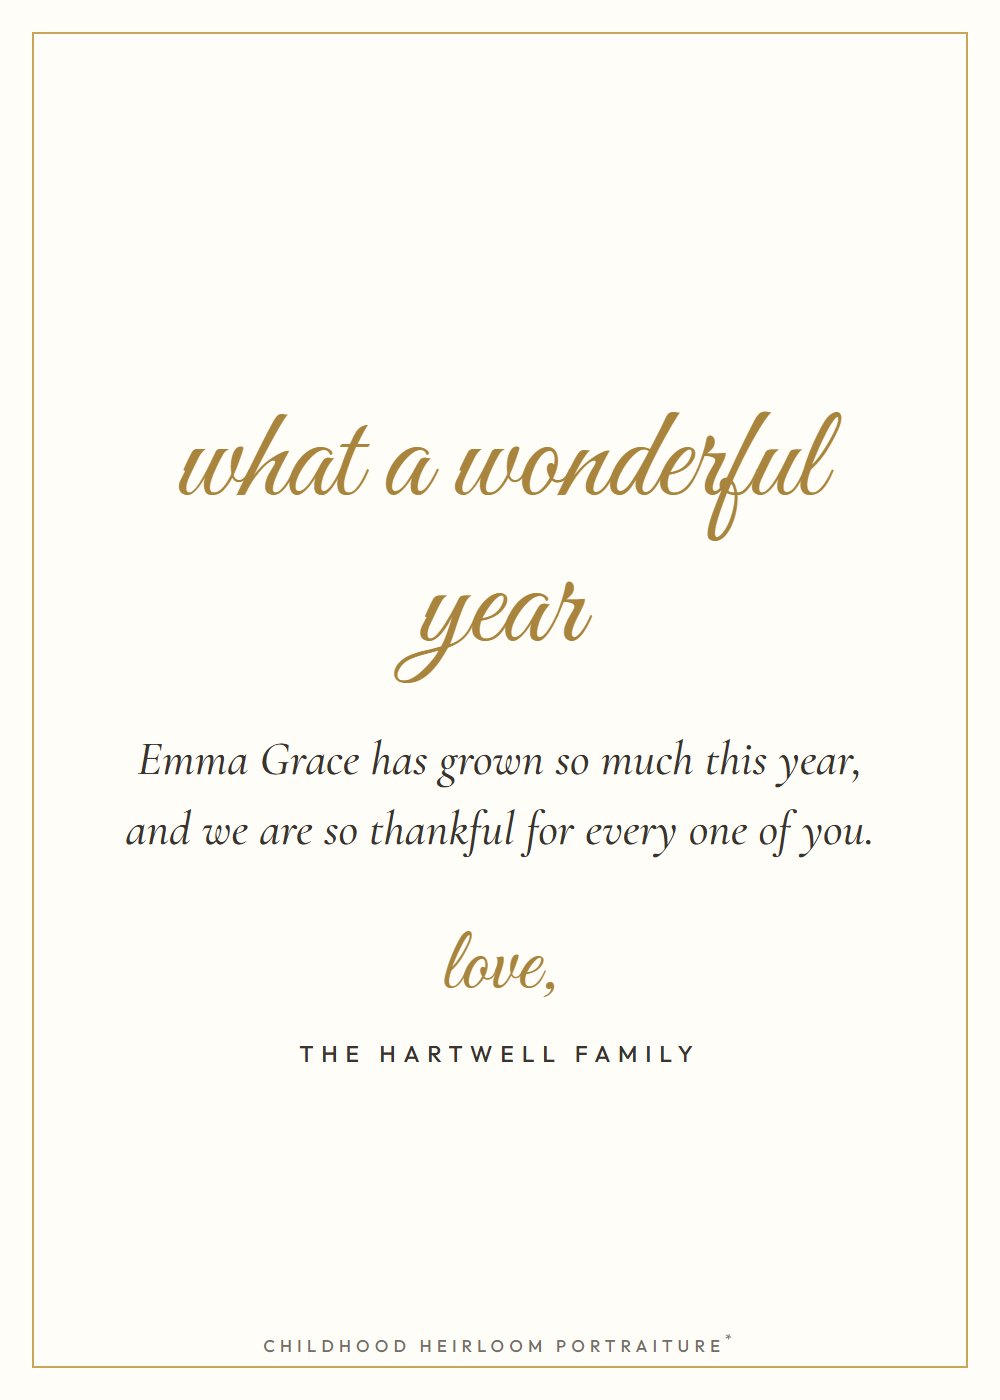 what a wonderful
year
Emma Grace has grown so much this year,
and we are so thankful for every one of you.
love,
THE HARTWELL FAMILY
CHILDHOOD HEIRLOOM PORTRAITURE*